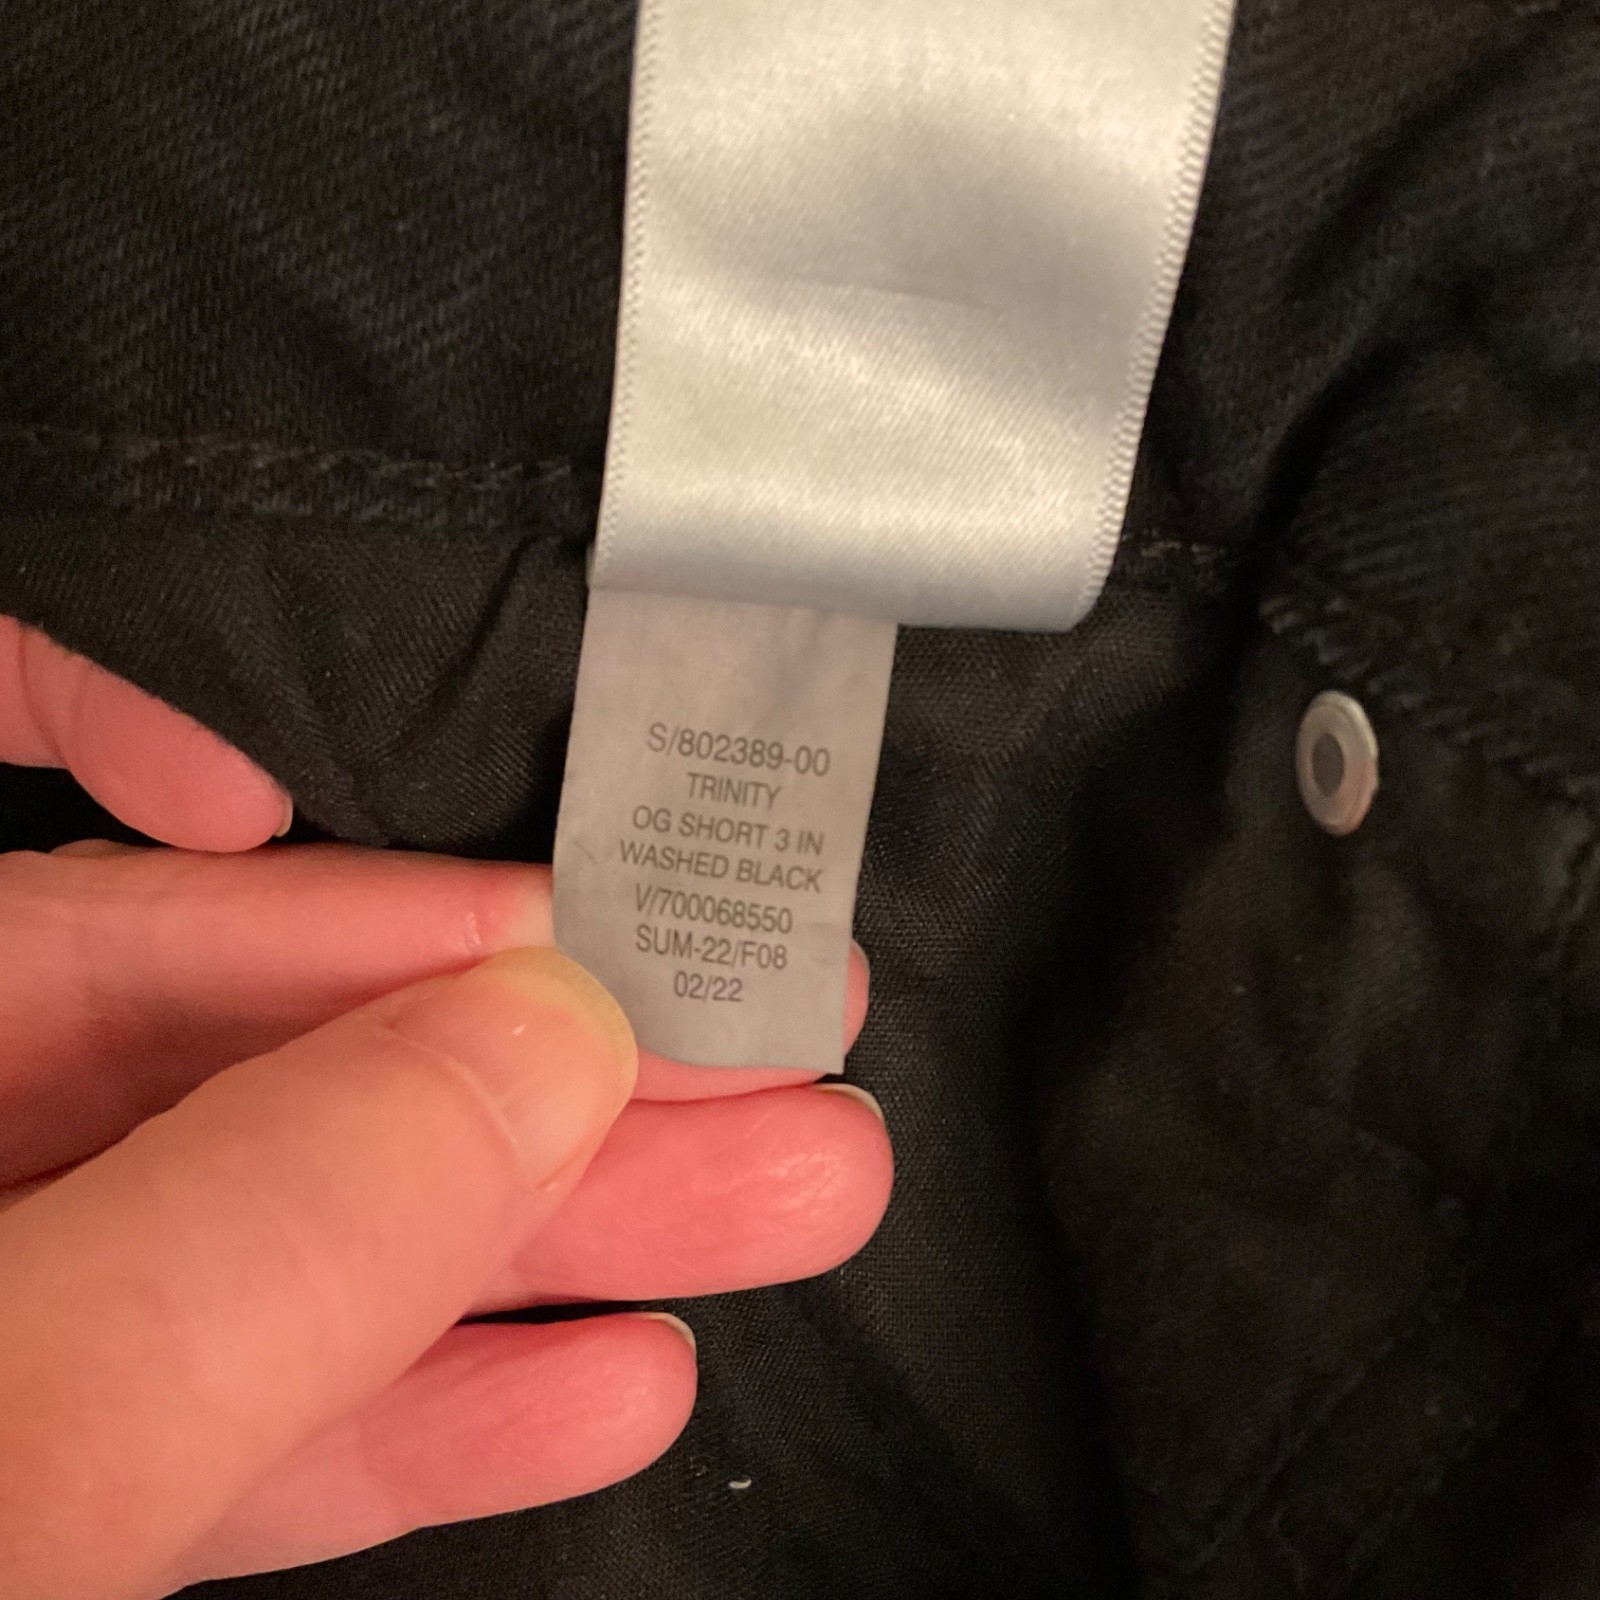 S/802389-00
TRINITY
OG SHORT 3 IN
WASHED BLACK
V/700068550
SUM-22/F08
02/22